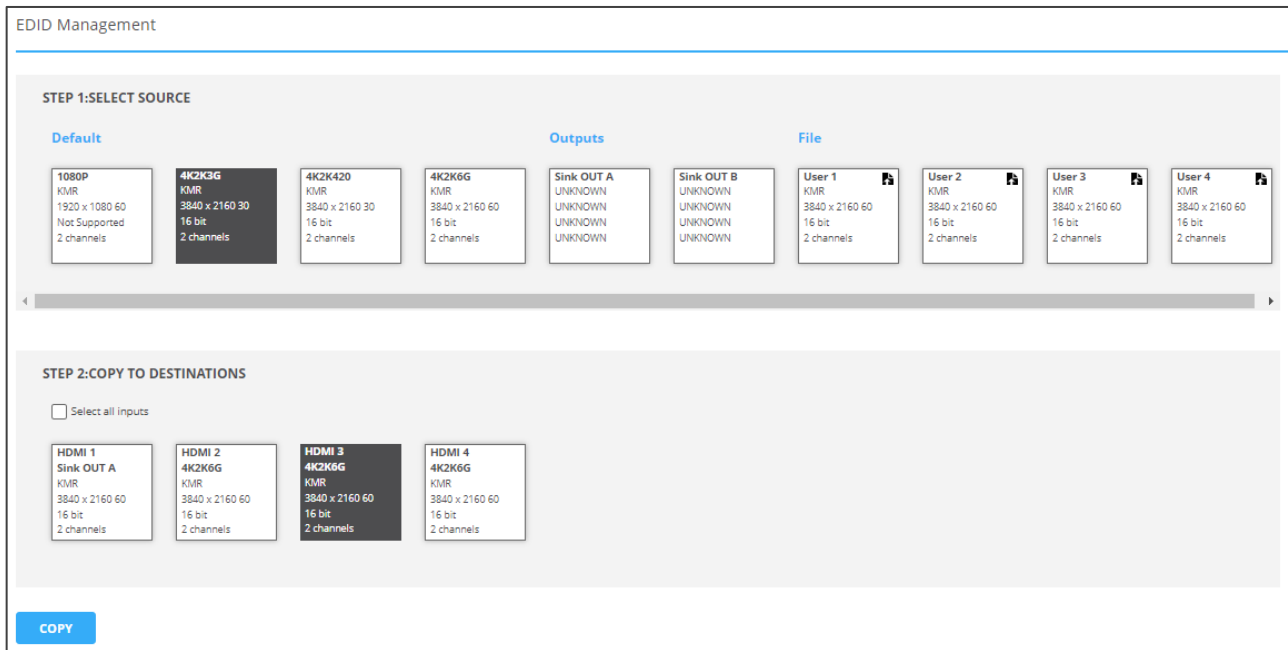 EDID Management
STEP 1:SELECT SOURCE
Default
Outputs
File
1080P
KMR
1920 x 1080 60
Not Supported
2 channels
4K2K3G
KMR
3840 x 2160 30
16 bit
2 channels
4K2K420
KMR
3840 x 2160 30
16 bit
2 channels
4K2K6G
KMR
3840 x 2160 60
16 bit
2 channels
Sink OUT A
UNKNOWN
UNKNOWN
UNKNOWN
UNKNOWN
Sink OUT B
UNKNOWN
UNKNOWN
UNKNOWN
UNKNOWN
User 1
KMR
3840 x 2160 60
16 bit
2 channels
User 2
KMR
3840 x 2160 60
16 bit
2 channels
User 3
KMR
3840 x 2160 60
16 bit
2 channels
User 4
KMR
3840 x 2160 60
16 bit
2 channels
STEP 2:COPY TO DESTINATIONS
Select all inputs
HDMI 1
Sink OUT A
KMR
3840 x 2160 60
16 bit
2 channels
HDMI 2
4K2K6G
KMR
3840 x 2160 60
16 bit
2 channels
HDMI 3
4K2K6G
KMR
3840 x 2160 60
16 bit
2 channels
HDMI 4
4K2K6G
KMR
3840 x 2160 60
16 bit
2 channels
COPY